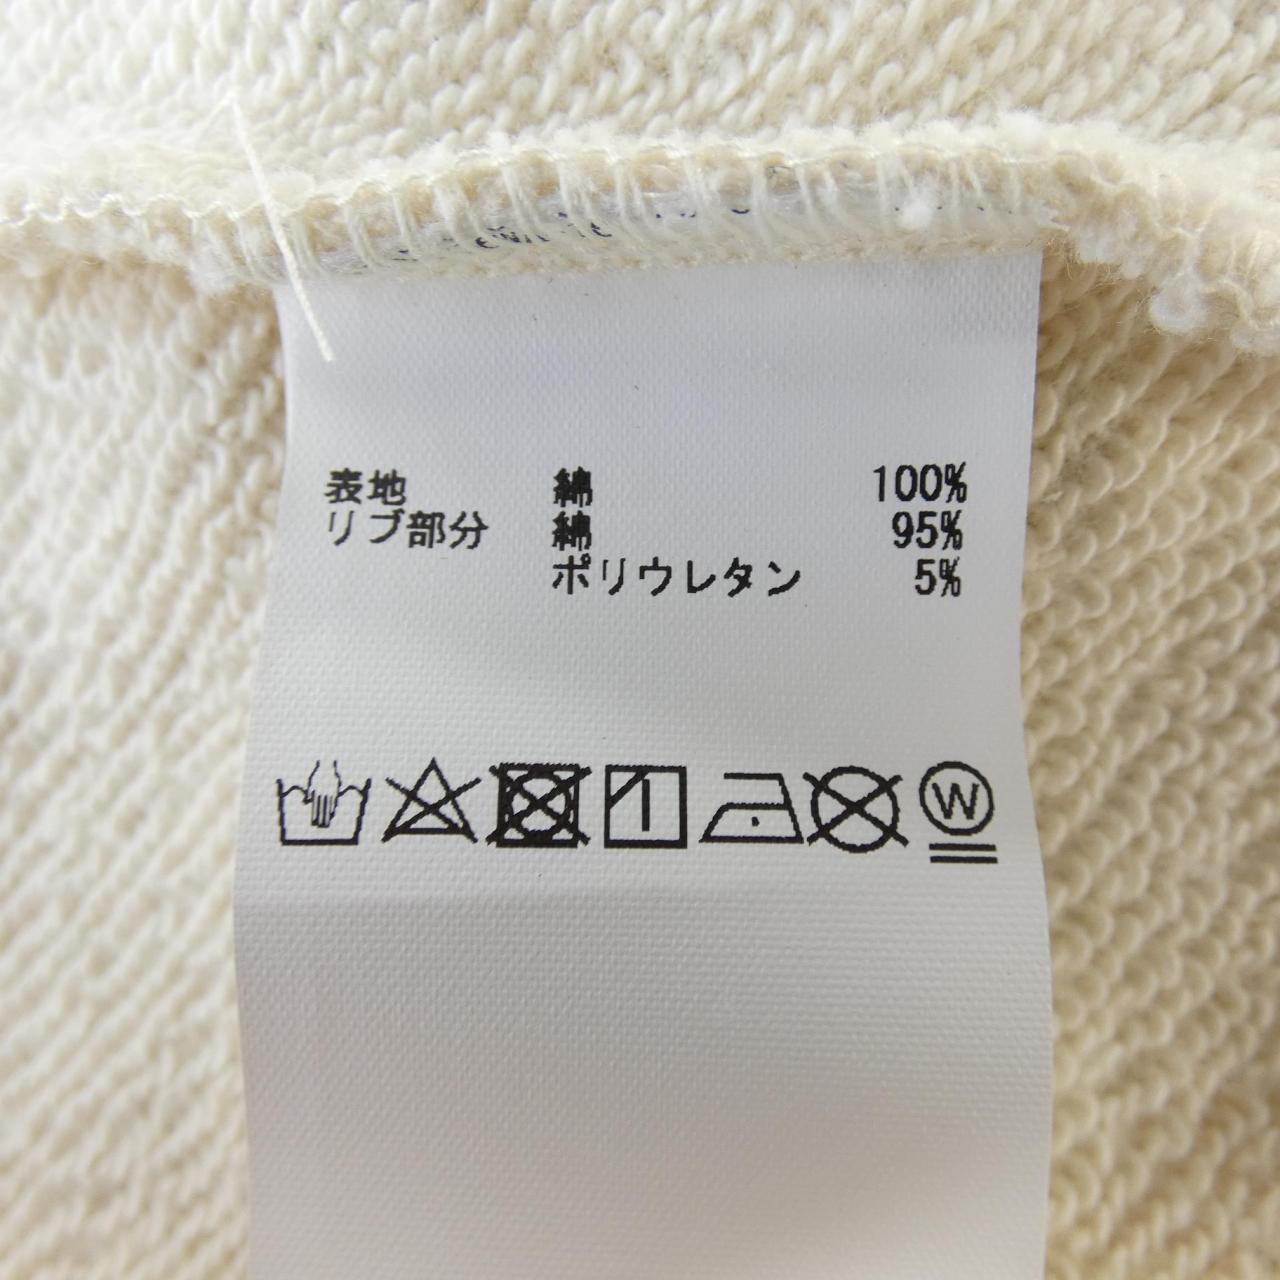 表地 綿 100%
リブ部分 綿 95%
ポリウレタン 5%
W